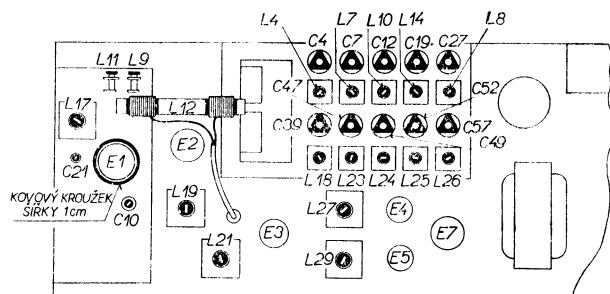 L4 L7 L10 L14 L8
C4 C7 C12 C19 C27
L11 L9
C47 C52
L17 L12
C39 C57
E2 C49
E1
C21
L18 L23 L24 L25 L26
KOVOVÝ KROUŽEK
ŠÍŘKY 1cm
C10
L19 L27 E4
E3 E7
L21 L29 E5